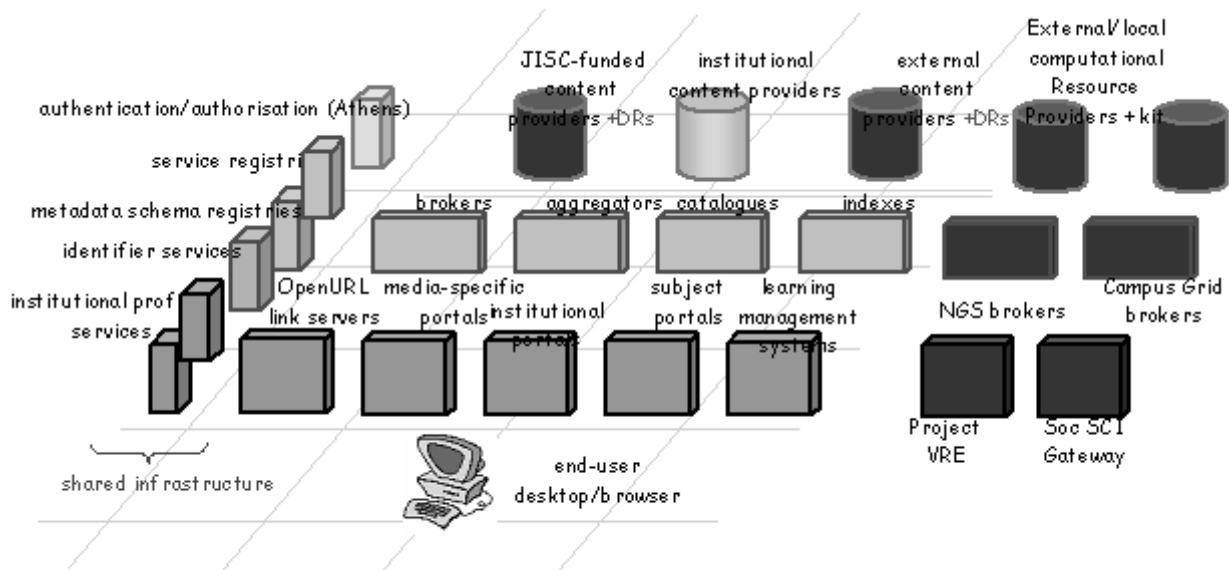 External/local
computational
Resource
Providers + kit
JISC-funded
content
providers +DRs
institutional
content providers
external
content
providers +DRs
authentication/authorisation (Athens)
service registri
metadata schema registries
identifier services
institutional prof
services
brokers
aggregators
catalogues
indexes
OpenURL
link servers
media-specific
portals
institutional
portals
subject
portals
learning
management
systems
NGS brokers
Campus Grid
brokers
Project
VRE
Soc SCI
Gateway
shared infrastructure
end-user
desktop/browser